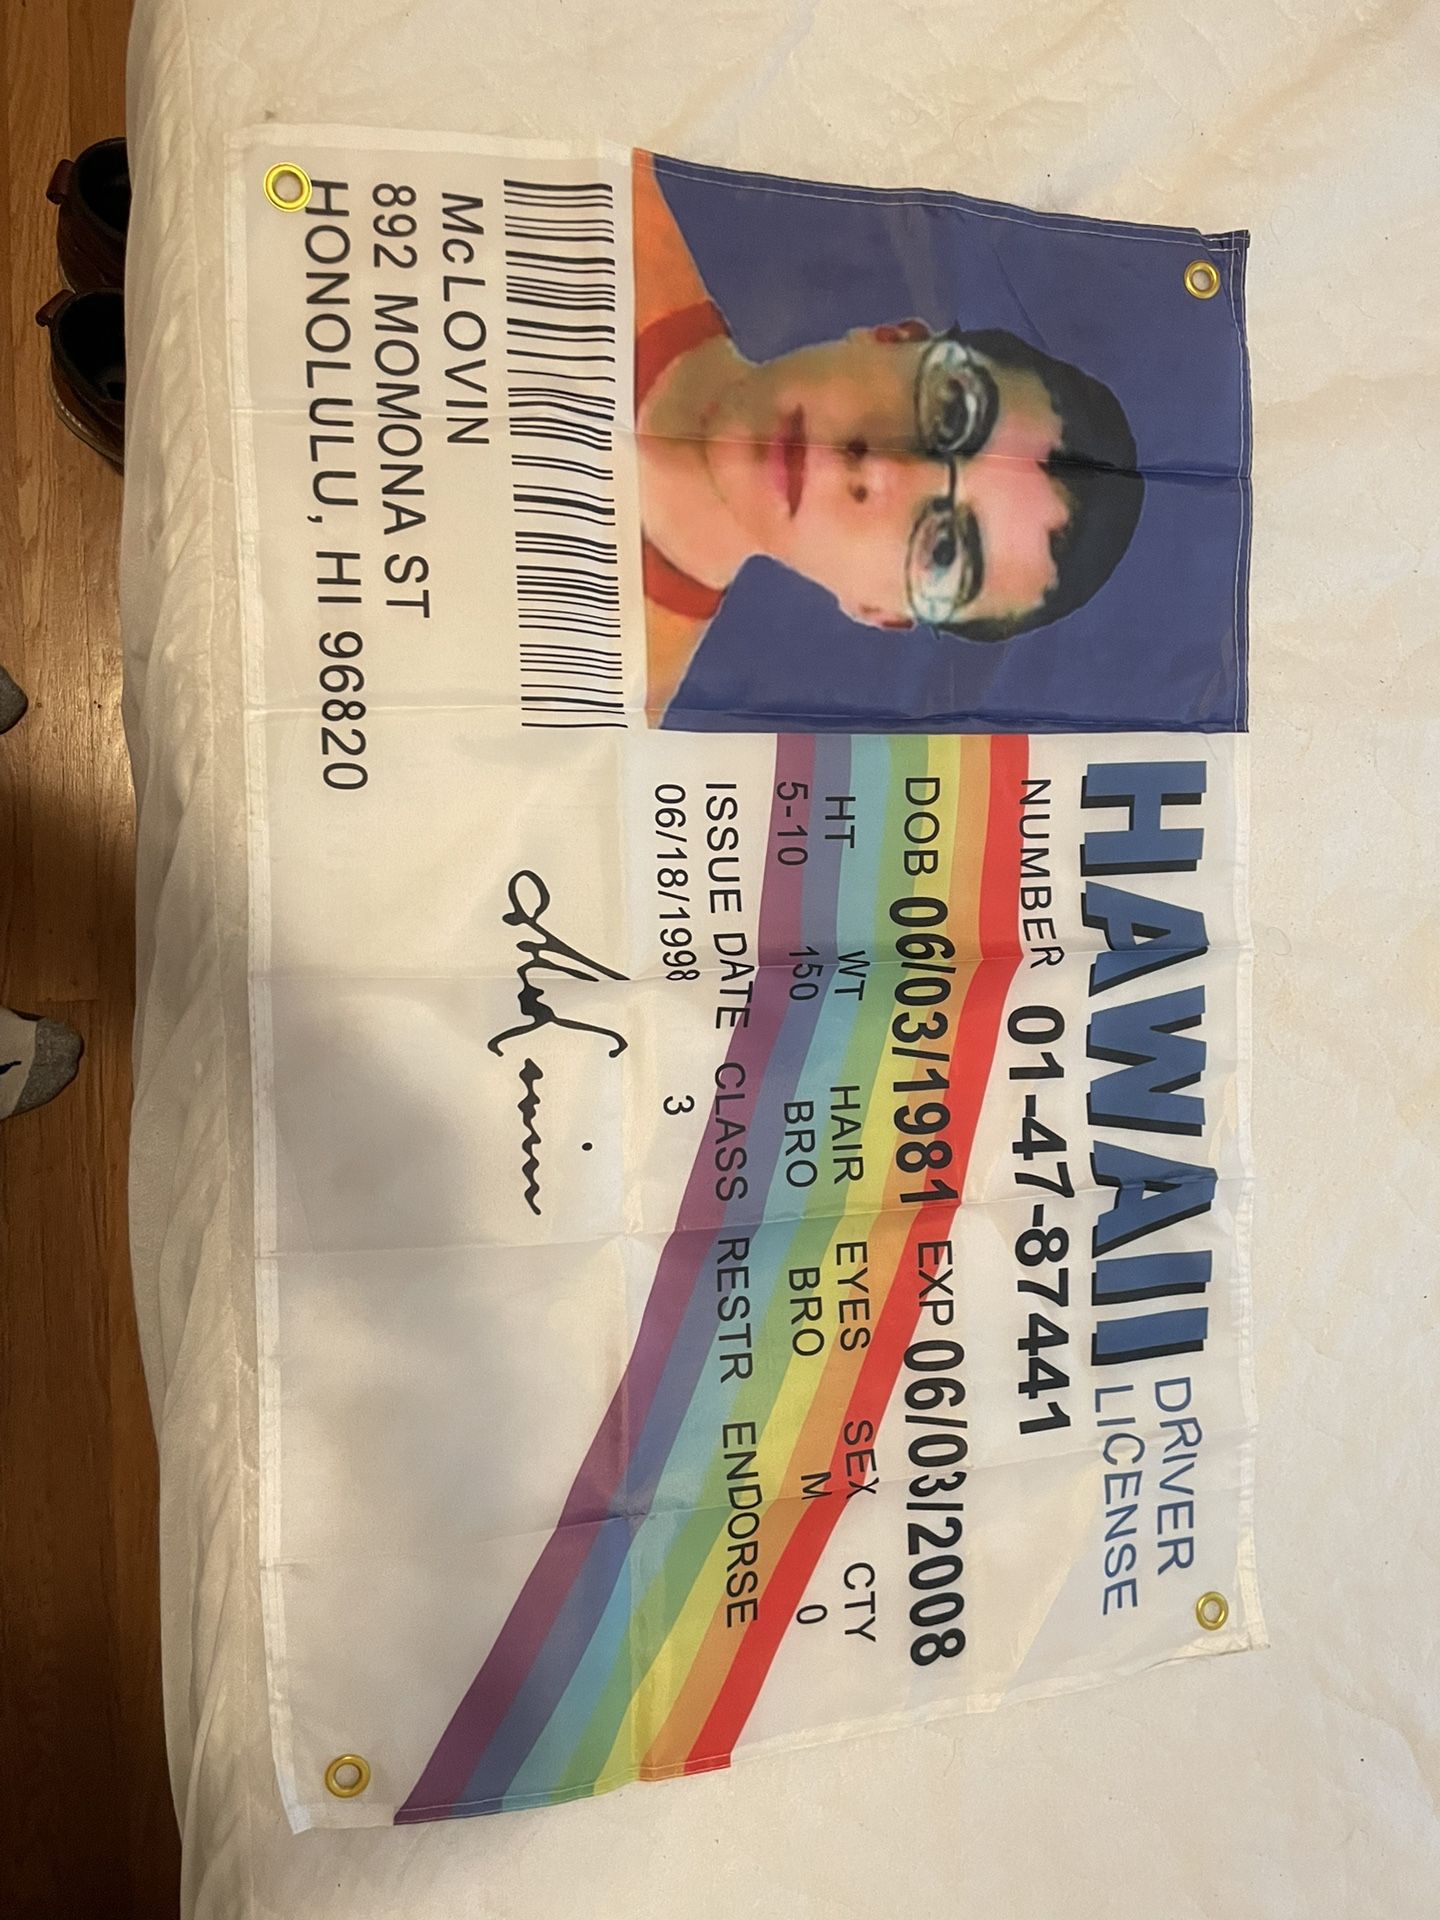 HAWAII DRIVER LICENSE
NUMBER 01-47-87441
DOB 06/03/1981 EXP 06/03/2008
HT WT HAIR EYES SEX CTY
5-10 150 BRO BRO M 0
ISSUE DATE CLASS RESTR ENDORSE
06/18/1998 3
McLOVIN
892 MOMONA ST
HONOLULU, HI 96820